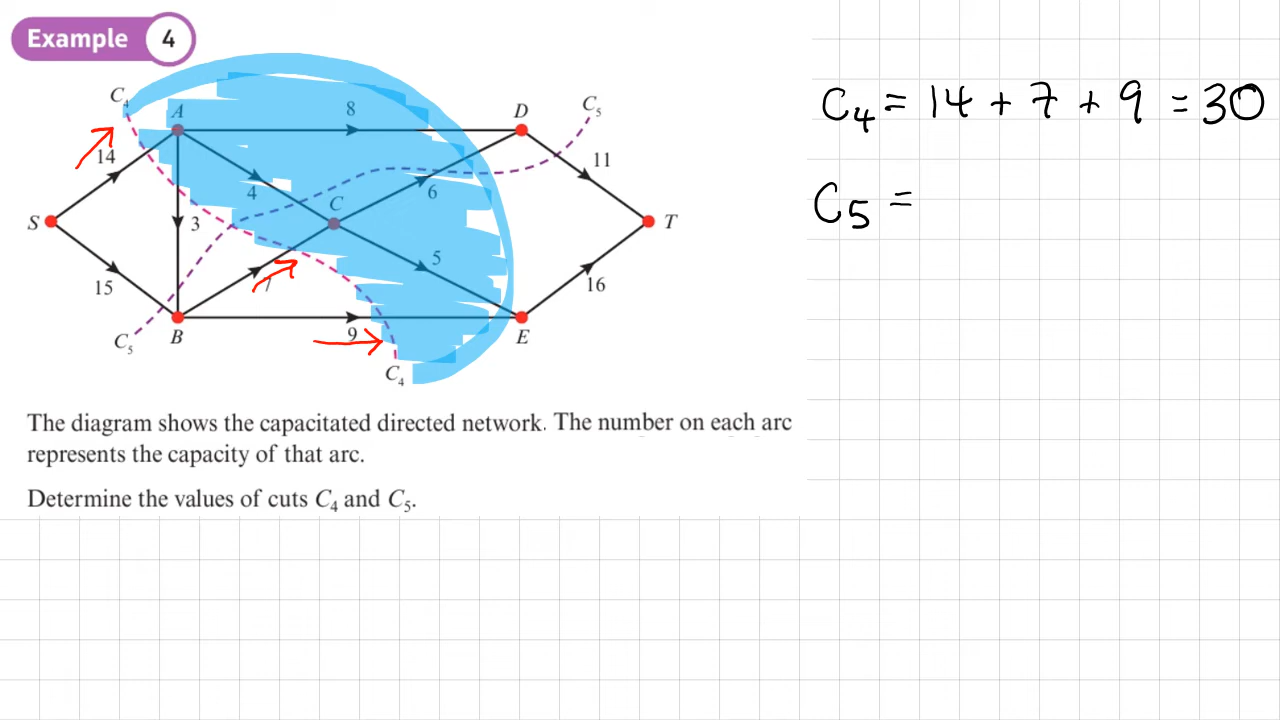 Example 4
C4
A
8
D
C5
14
11
4
6
S
3
C
T
5
15
7
16
C5
B
9
E
C4
The diagram shows the capacitated directed network. The number on each arc
represents the capacity of that arc.
Determine the values of cuts C4 and C5.
C4 = 14 + 7 + 9 = 30
C5 =